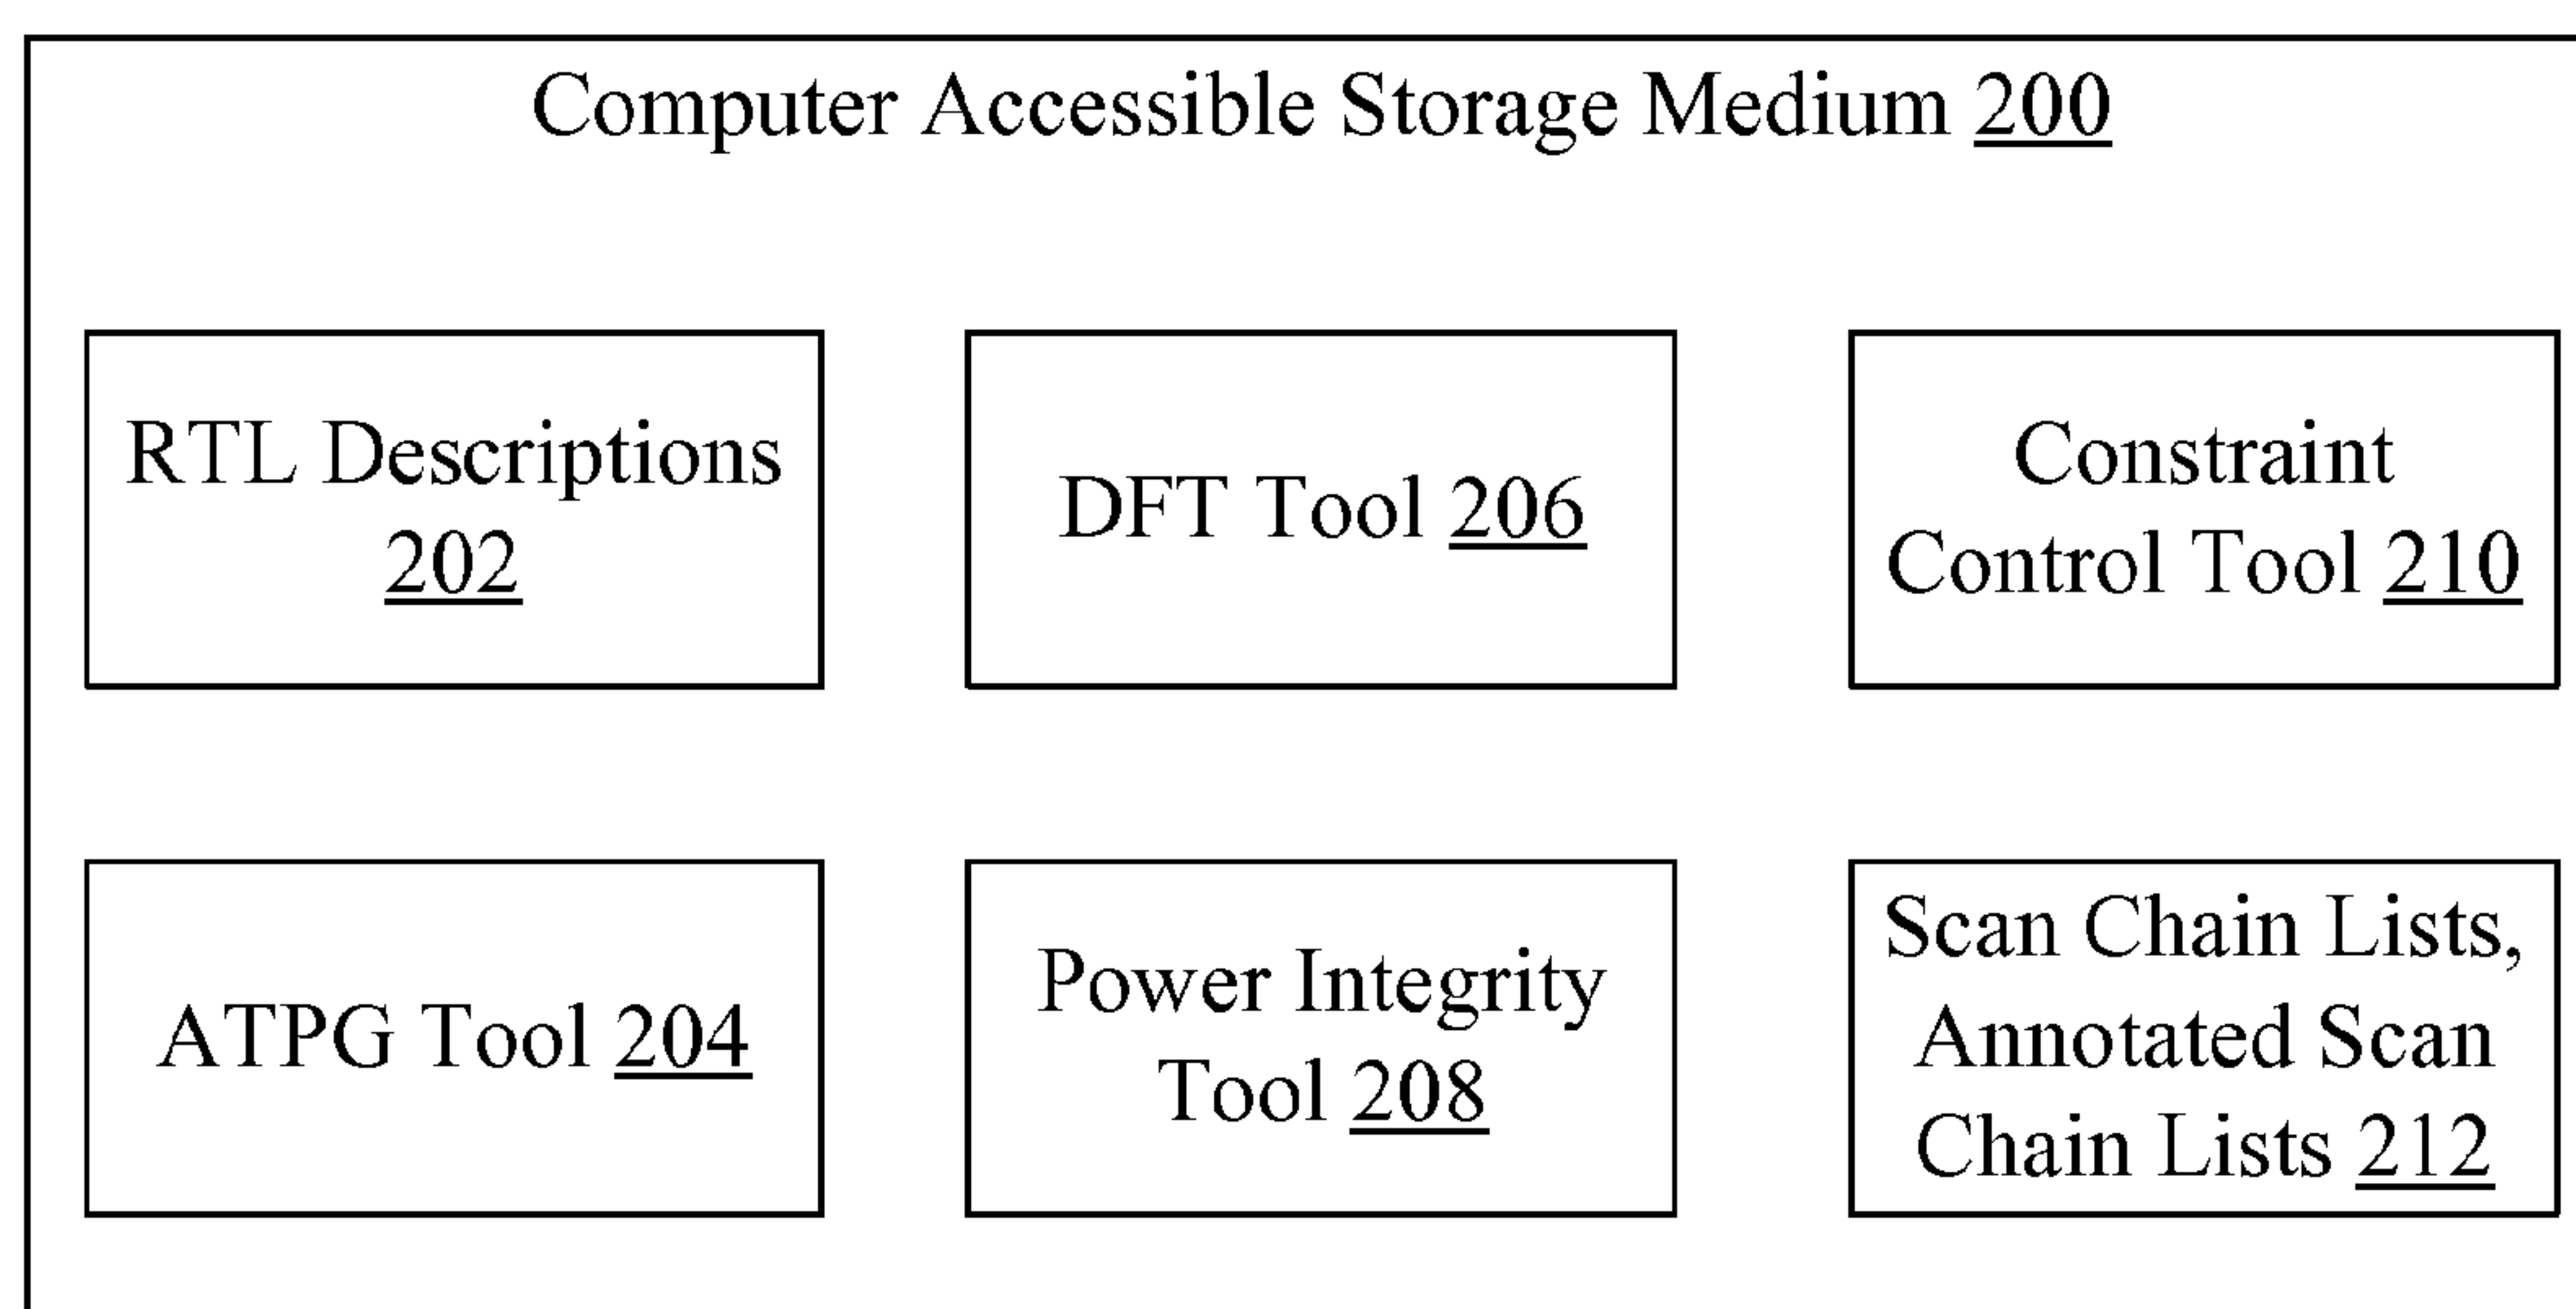 Computer Accessible Storage Medium 200
RTL Descriptions
202
DFT Tool 206
Constraint
Control Tool 210
ATPG Tool 204
Power Integrity
Tool 208
Scan Chain Lists,
Annotated Scan
Chain Lists 212